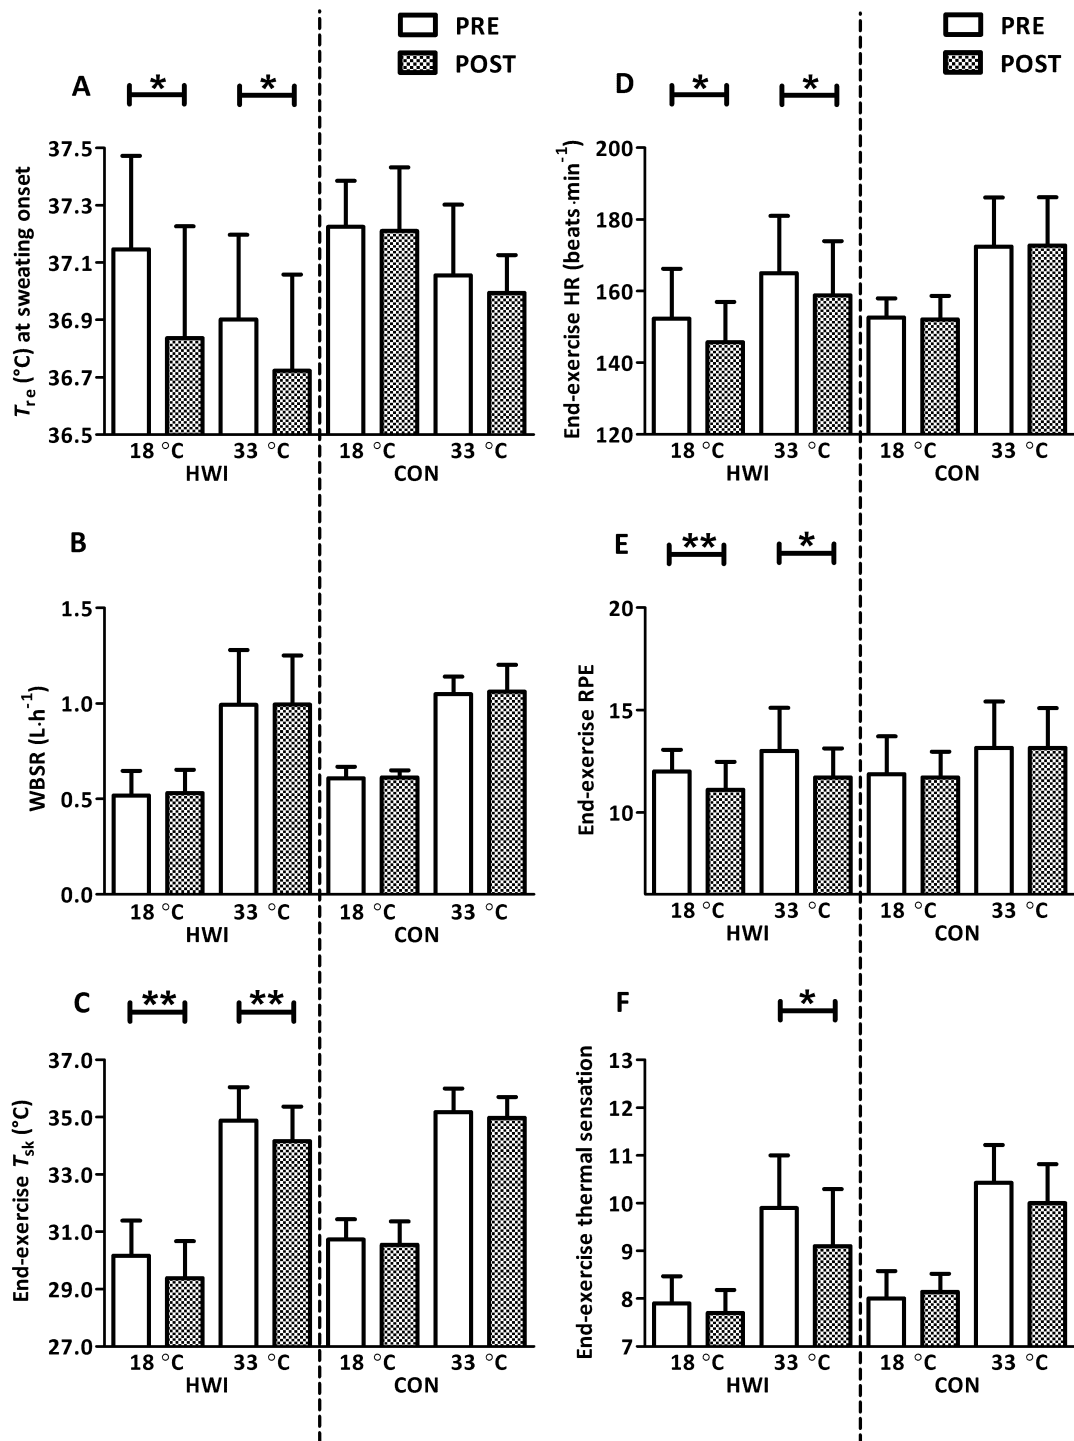 PRE
POST
PRE
POST
A
* *
T re (°C) at sweating onset
37.5
37.3
37.1
36.9
36.7
36.5
18 °C 33 °C 18 °C 33 °C
HWI CON
D
* *
End-exercise HR (beats·min-1)
200
180
160
140
120
18 °C 33 °C 18 °C 33 °C
HWI CON
B
WBSR (L·h-1)
1.5
1.0
0.5
0.0
18 °C 33 °C 18 °C 33 °C
HWI CON
E
** *
End-exercise RPE
20
15
10
18 °C 33 °C 18 °C 33 °C
HWI CON
C
** **
End-exercise Tsk (°C)
37.0
35.0
33.0
31.0
29.0
27.0
18 °C 33 °C 18 °C 33 °C
HWI CON
F
*
End-exercise thermal sensation
13
12
11
10
9
8
7
18 °C 33 °C 18 °C 33 °C
HWI CON